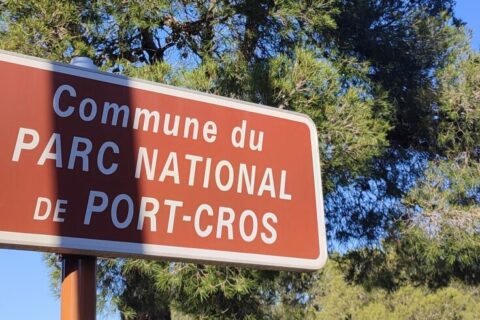 Commune du
PARC NATIONAL
DE PORT-CROS